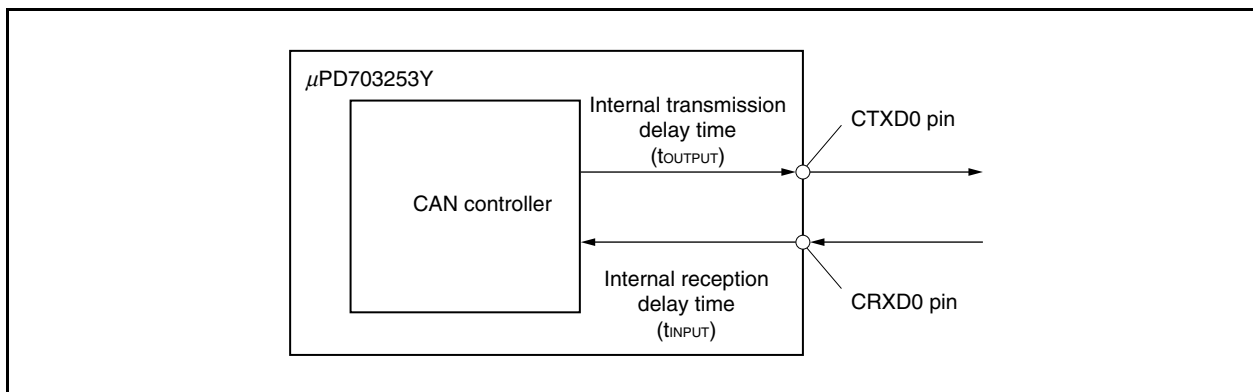 μPD703253Y
Internal transmission
delay time
(tOUTPUT)
CTXD0 pin
CAN controller
Internal reception
delay time
(tINPUT)
CRXD0 pin